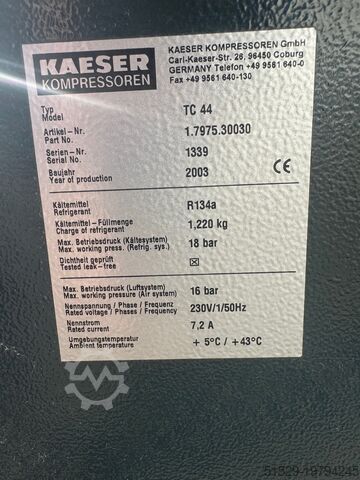 KAESER
KOMPRESSOREN
KAESER KOMPRESSOREN GmbH
Carl-Kaeser-Str. 26, 96450 Coburg
GERMANY Telefon +49 9561 640-0
Fax +49 9561 640-130
Typ
Model
TC 44
Artikel-Nr.
Part No.
1.7975.30030
Serien-Nr.
Serial No.
1339
Baujahr
Year of production
2003
CE
Kältemittel
Refrigerant
R134a
Kältemittel-Füllmenge
Charge of refrigerant
1,220 kg
Max. Betriebsdruck (Kältesystem)
Max. working pressure (Refrig. sys.)
18 bar
Dichtheit geprüft
Tested leak-free
☒
Max. Betriebsdruck (Luftsystem)
Max. working pressure (Air system)
16 bar
Nennspannung / Phase / Frequenz
Rated voltage / Phases / Frequency
230V/1/50Hz
Nennstrom
Rated current
7,2 A
Umgebungstemperatur
Ambient temperature
+ 5°C / +43°C
51329-19794245